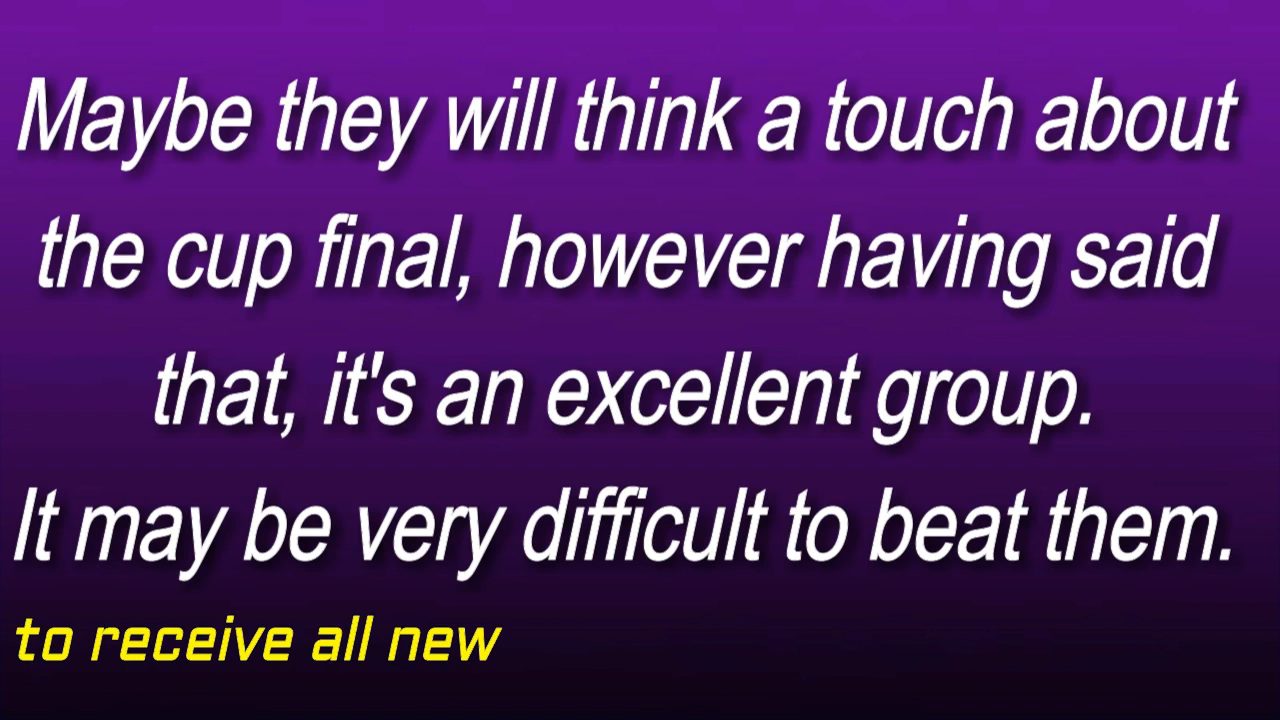 Maybe they will think a touch about
the cup final, however having said
that, it's an excellent group.
It may be very difficult to beat them.
to receive all new